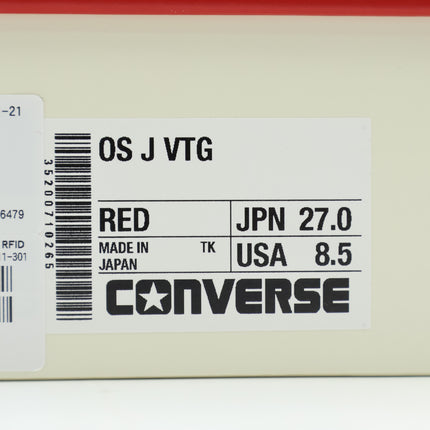 -21
6479
RFID
1-301
35200710265
OS J VTG
RED
JPN 27.0
MADE IN JAPAN
TK
USA 8.5
CONVERSE